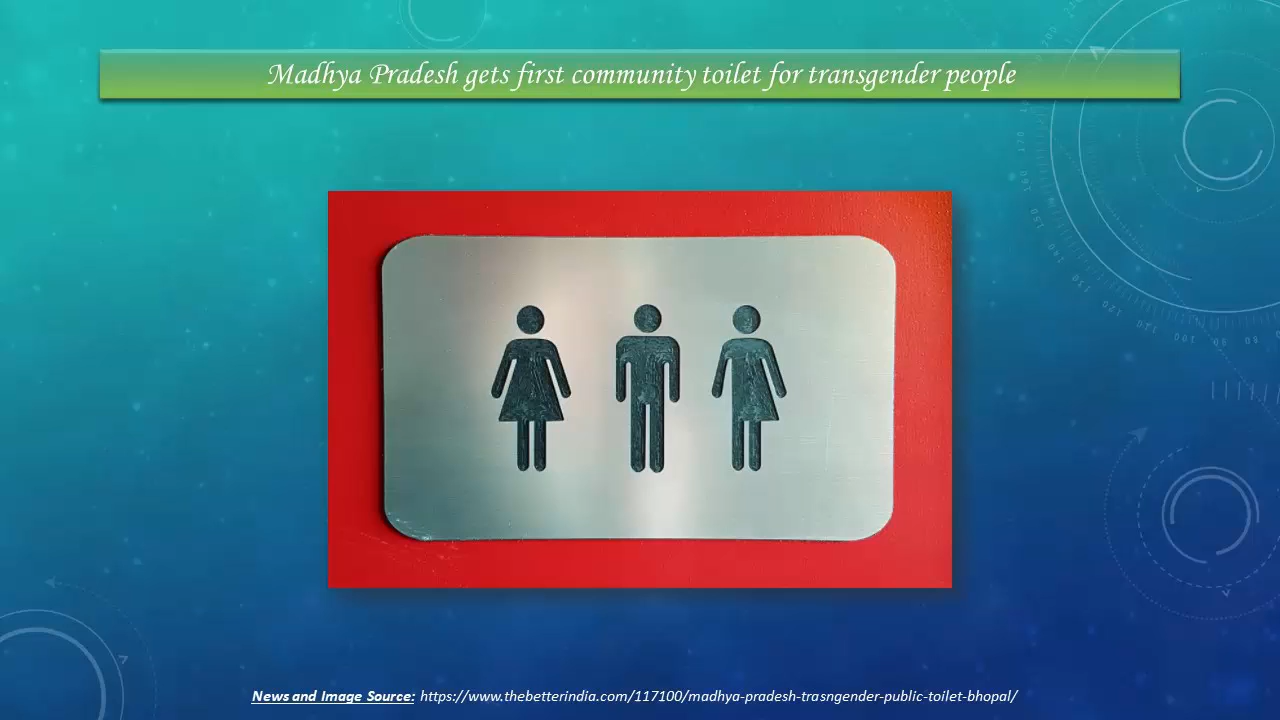 Madhya Pradesh gets first community toilet for transgender people
News and Image Source: https://www.thebetterindia.com/117100/madhya-pradesh-trasngender-public-toilet-bhopal/